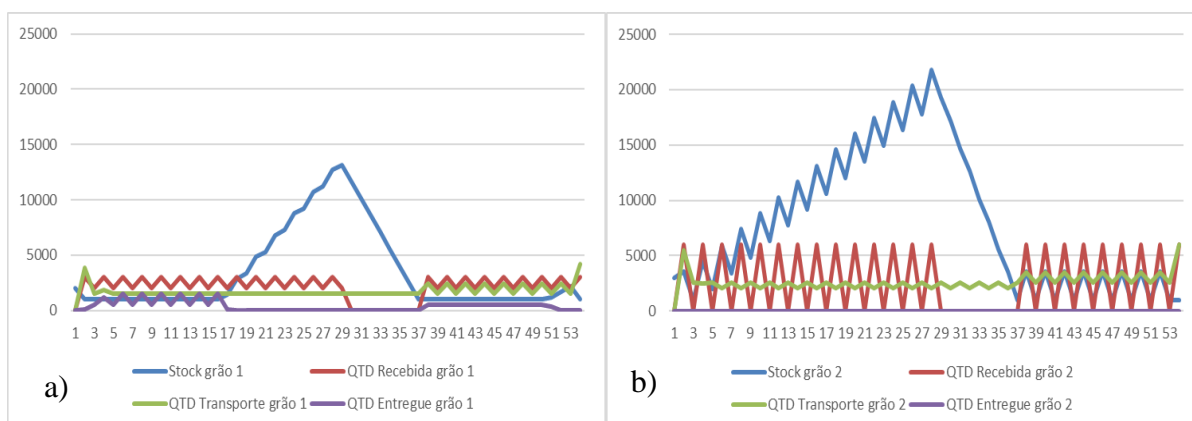 25000 25000
20000 20000
15000 15000
10000 10000
5000 5000
0 0
1 3 5 7 9 11 13 15 17 19 21 23 25 27 29 31 33 35 37 39 41 43 45 47 49 51 53 1 3 5 7 9 11 13 15 17 19 21 23 25 27 29 31 33 35 37 39 41 43 45 47 49 51 53
Stock grão 1 QTD Recebida grão 1 Stock grão 2 QTD Recebida grão 2
a) b)
QTD Transporte grão 1 QTD Entregue grão 1 QTD Transporte grão 2 QTD Entregue grão 2